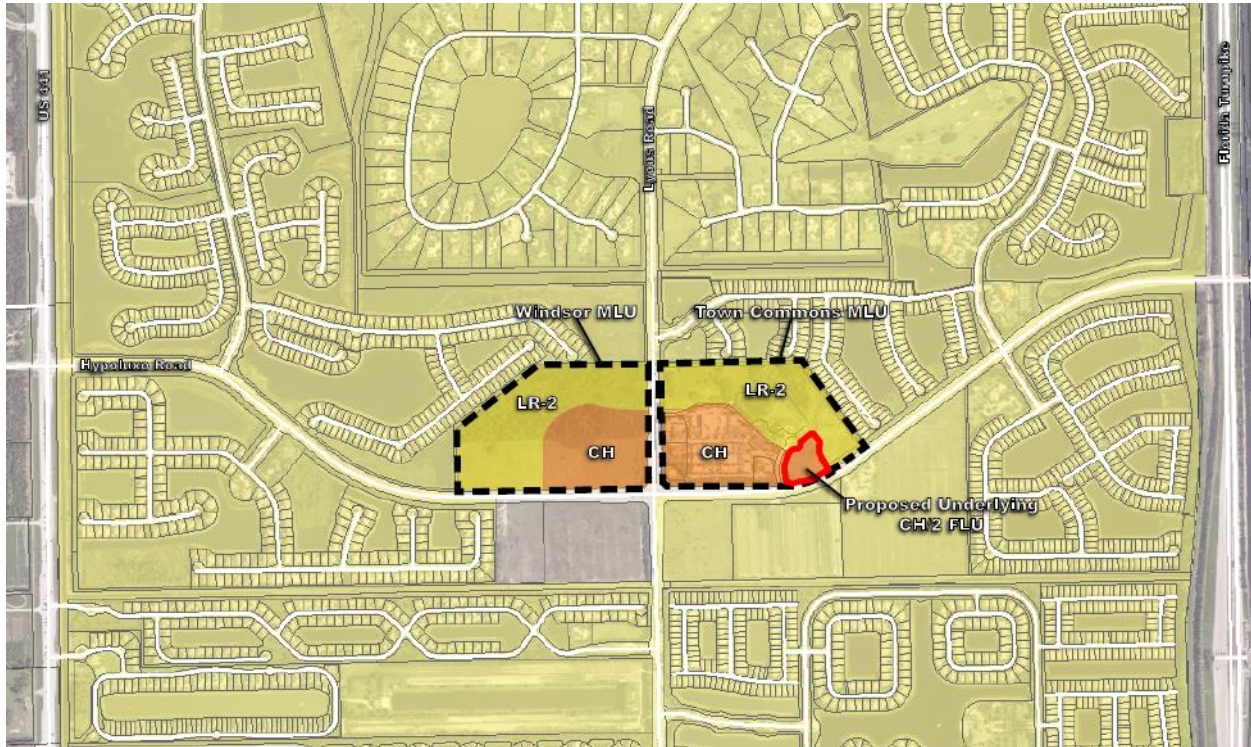 US 441
Lyons Road
Florida Turnpike
Windsor MLU
Town Commons MLU
Hypoluxo Road
LR-2
LR-2
CH
CH
Proposed Underlying
CH/2 FLU